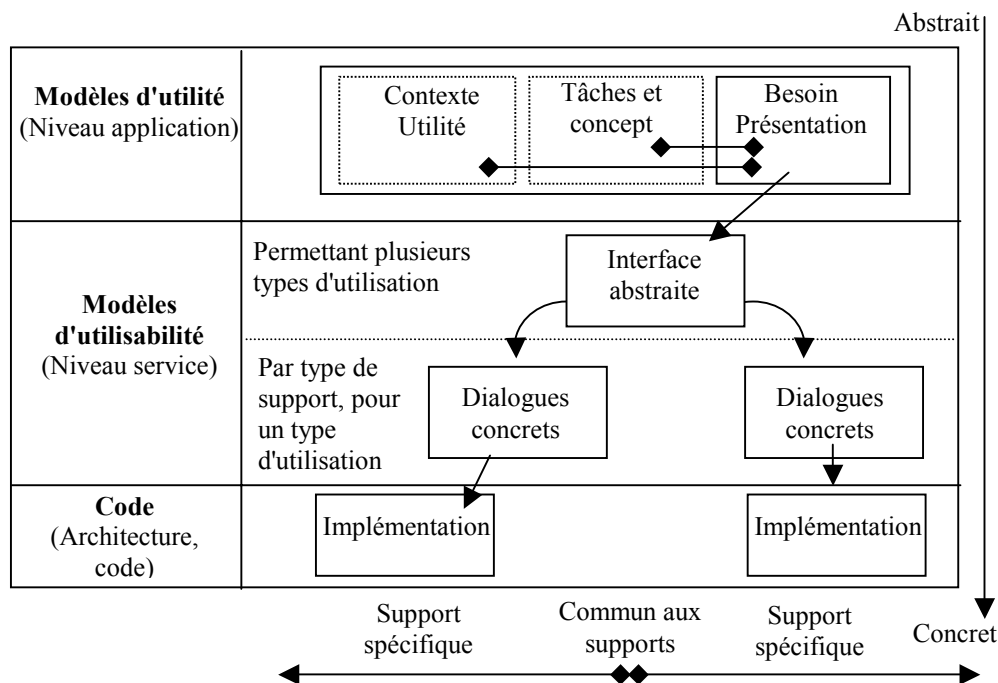 Abstrait
Modèles d'utilité
(Niveau application)
Contexte
Utilité
Tâches et
concept
Besoin
Présentation
Modèles
d'utilisabilité
(Niveau service)
Permettant plusieurs
types d'utilisation
Interface
abstraite
Par type de
support, pour
un type
d'utilisation
Dialogues
concrets
Dialogues
concrets
Code
(Architecture,
code)
Implémentation
Implémentation
Support
spécifique
Commun aux
supports
Support
spécifique
Concret